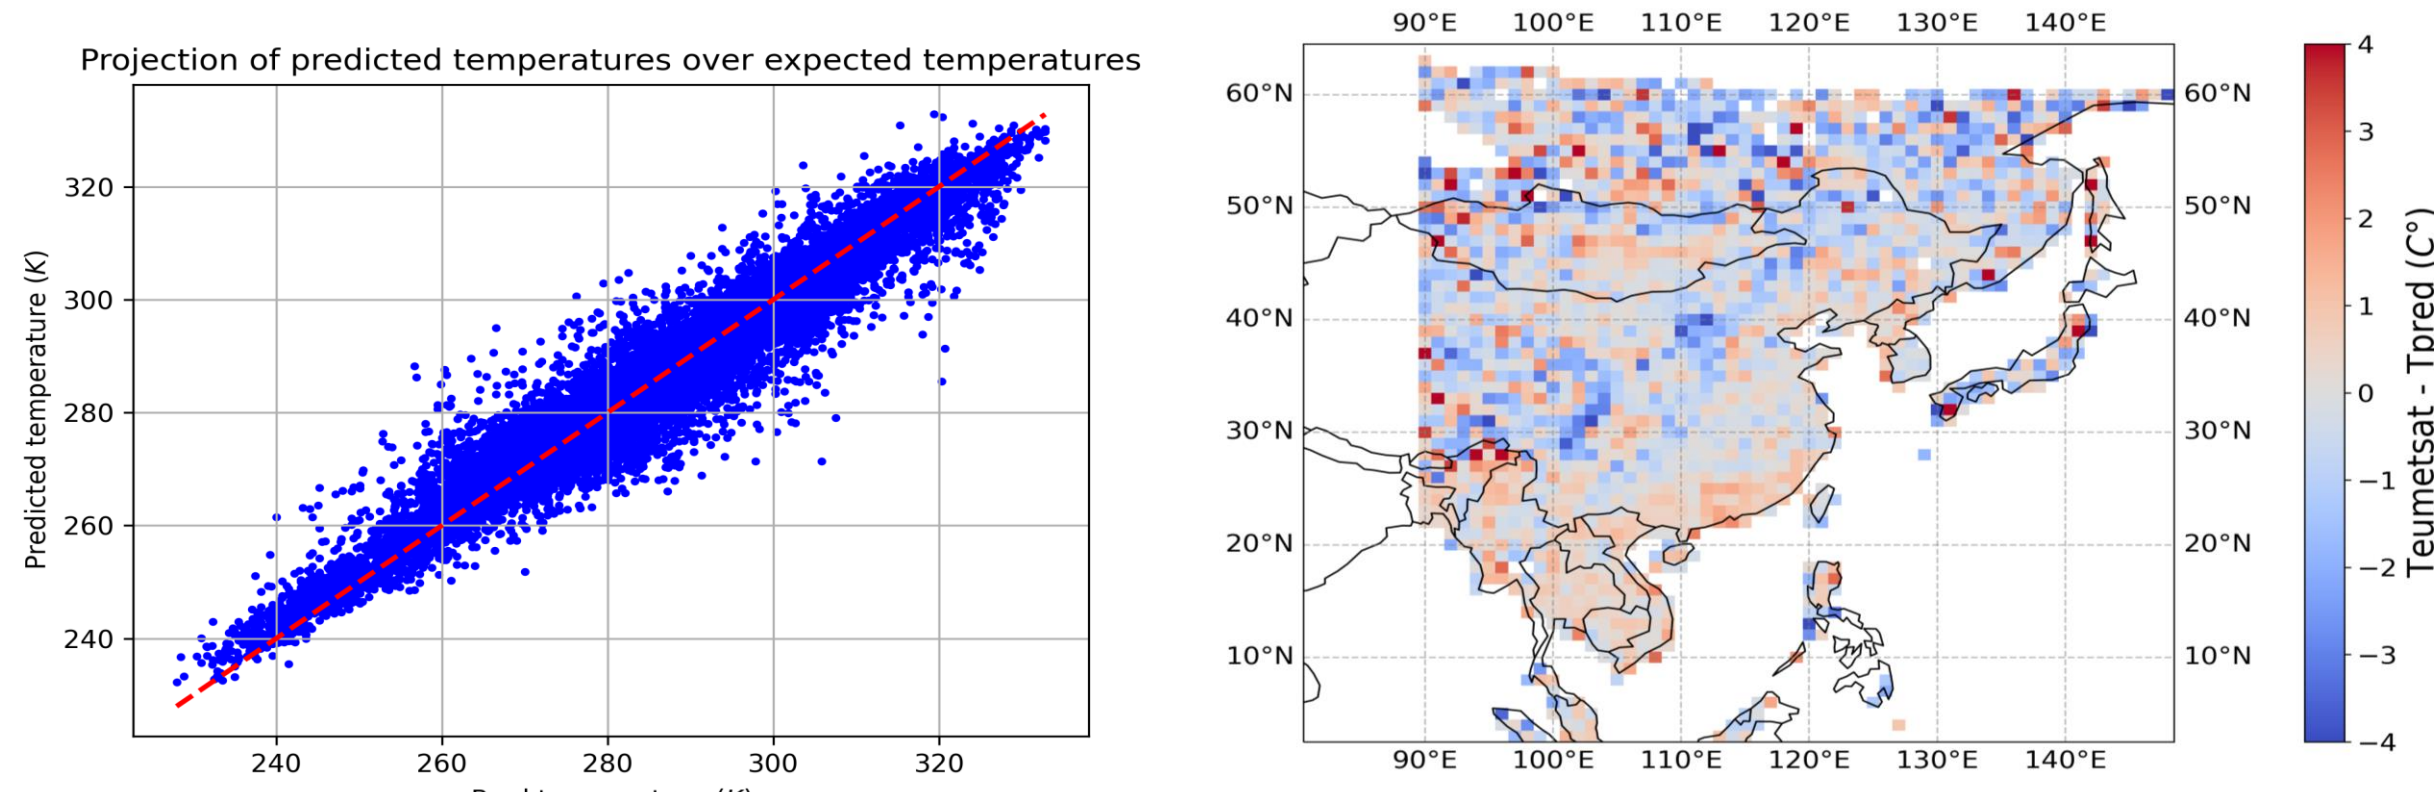 Projection of predicted temperatures over expected temperatures
Predicted temperature (K)
320
300
280
260
240
240 260 280 300 320
90°E 100°E 110°E 120°E 130°E 140°E
60°N 60°N
50°N 50°N
40°N 40°N
30°N 30°N
20°N 20°N
10°N 10°N
90°E 100°E 110°E 120°E 130°E 140°E
4
3
2
1
0
−1
−2
−3
−4
Teumetsat - Tpred (C°)